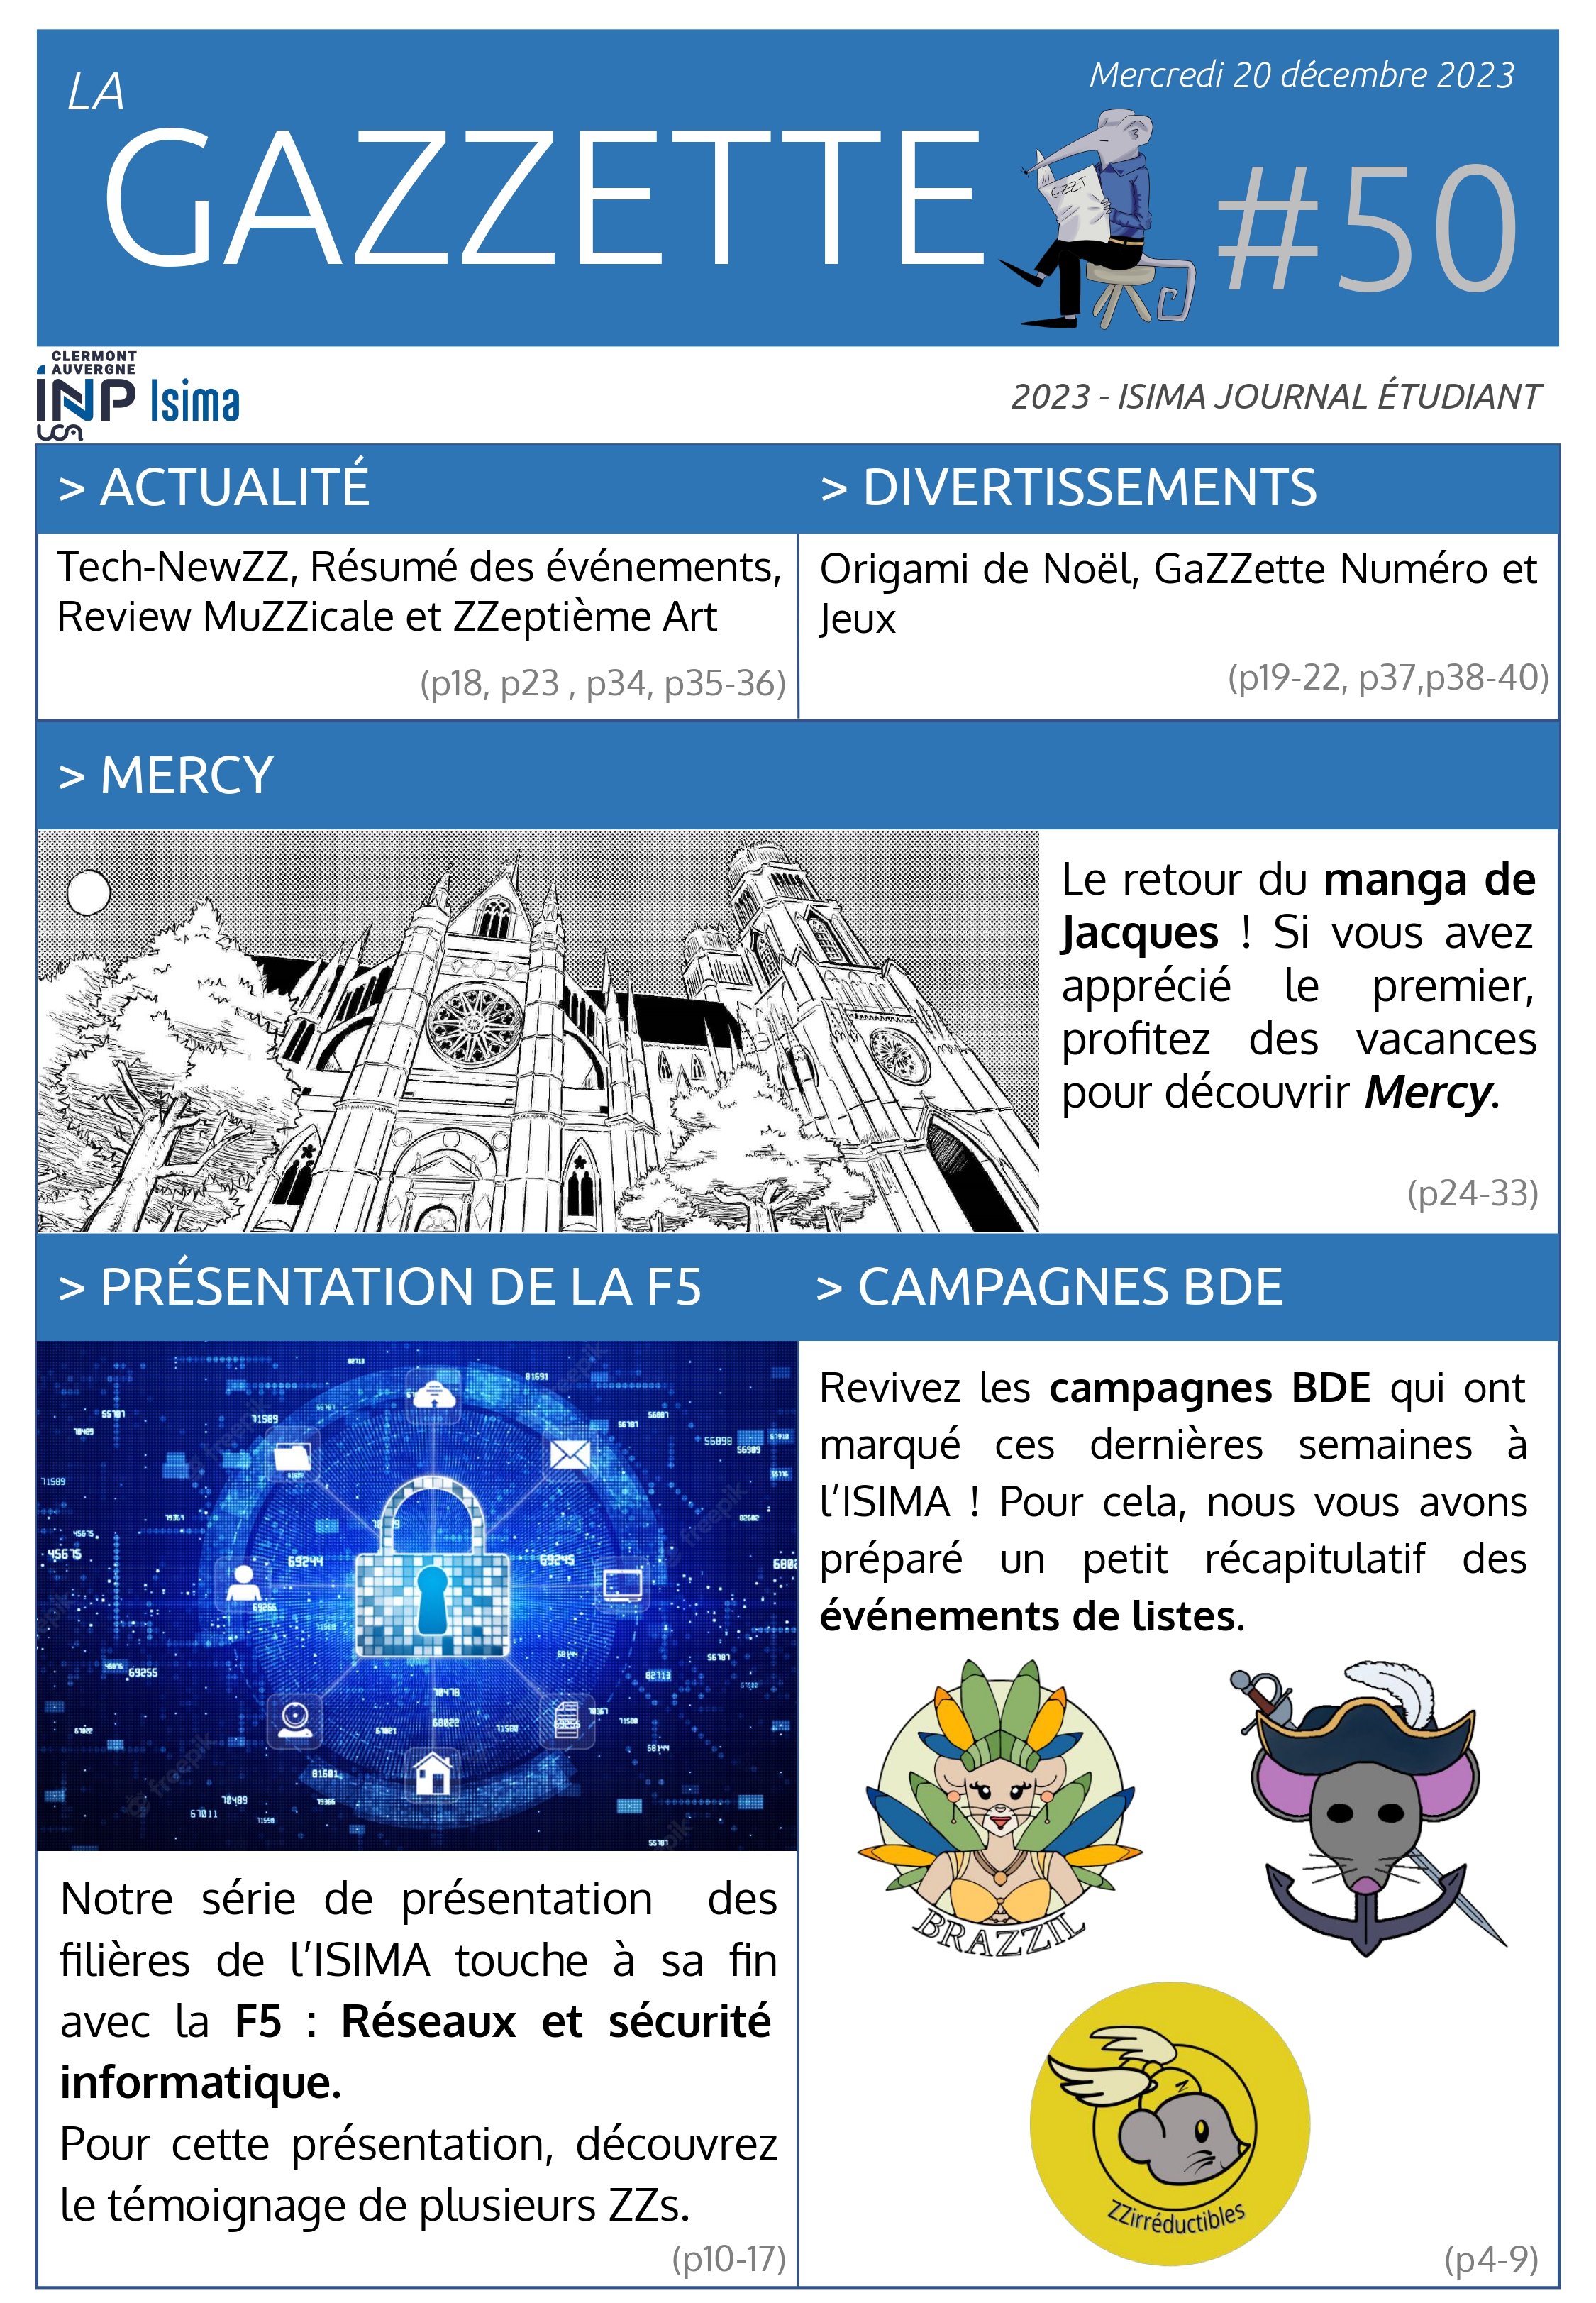 LA
Mercredi 20 décembre 2023
GAZZETTE
GZZT
#50
CLERMONT
AUVERGNE
INP Isima
UCA
2023 - ISIMA JOURNAL ÉTUDIANT
> ACTUALITÉ
Tech-NewZZ, Résumé des événements,
Review MuZZicale et ZZeptième Art
(p18, p23 , p34, p35-36)
> DIVERTISSEMENTS
Origami de Noël, GaZZette Numéro et
Jeux
(p19-22, p37,p38-40)
> MERCY
Le retour du manga de
Jacques ! Si vous avez
apprécié le premier,
profitez des vacances
pour découvrir Mercy.
(p24-33)
> PRÉSENTATION DE LA F5
Notre série de présentation des
filières de l'ISIMA touche à sa fin
avec la F5 : Réseaux et sécurité
informatique.
Pour cette présentation, découvrez
le témoignage de plusieurs ZZs.
(p10-17)
> CAMPAGNES BDE
Revivez les campagnes BDE qui ont
marqué ces dernières semaines à
l'ISIMA ! Pour cela, nous vous avons
préparé un petit récapitulatif des
événements de listes.
BRAZZIL
ZZirréductibles
(p4-9)